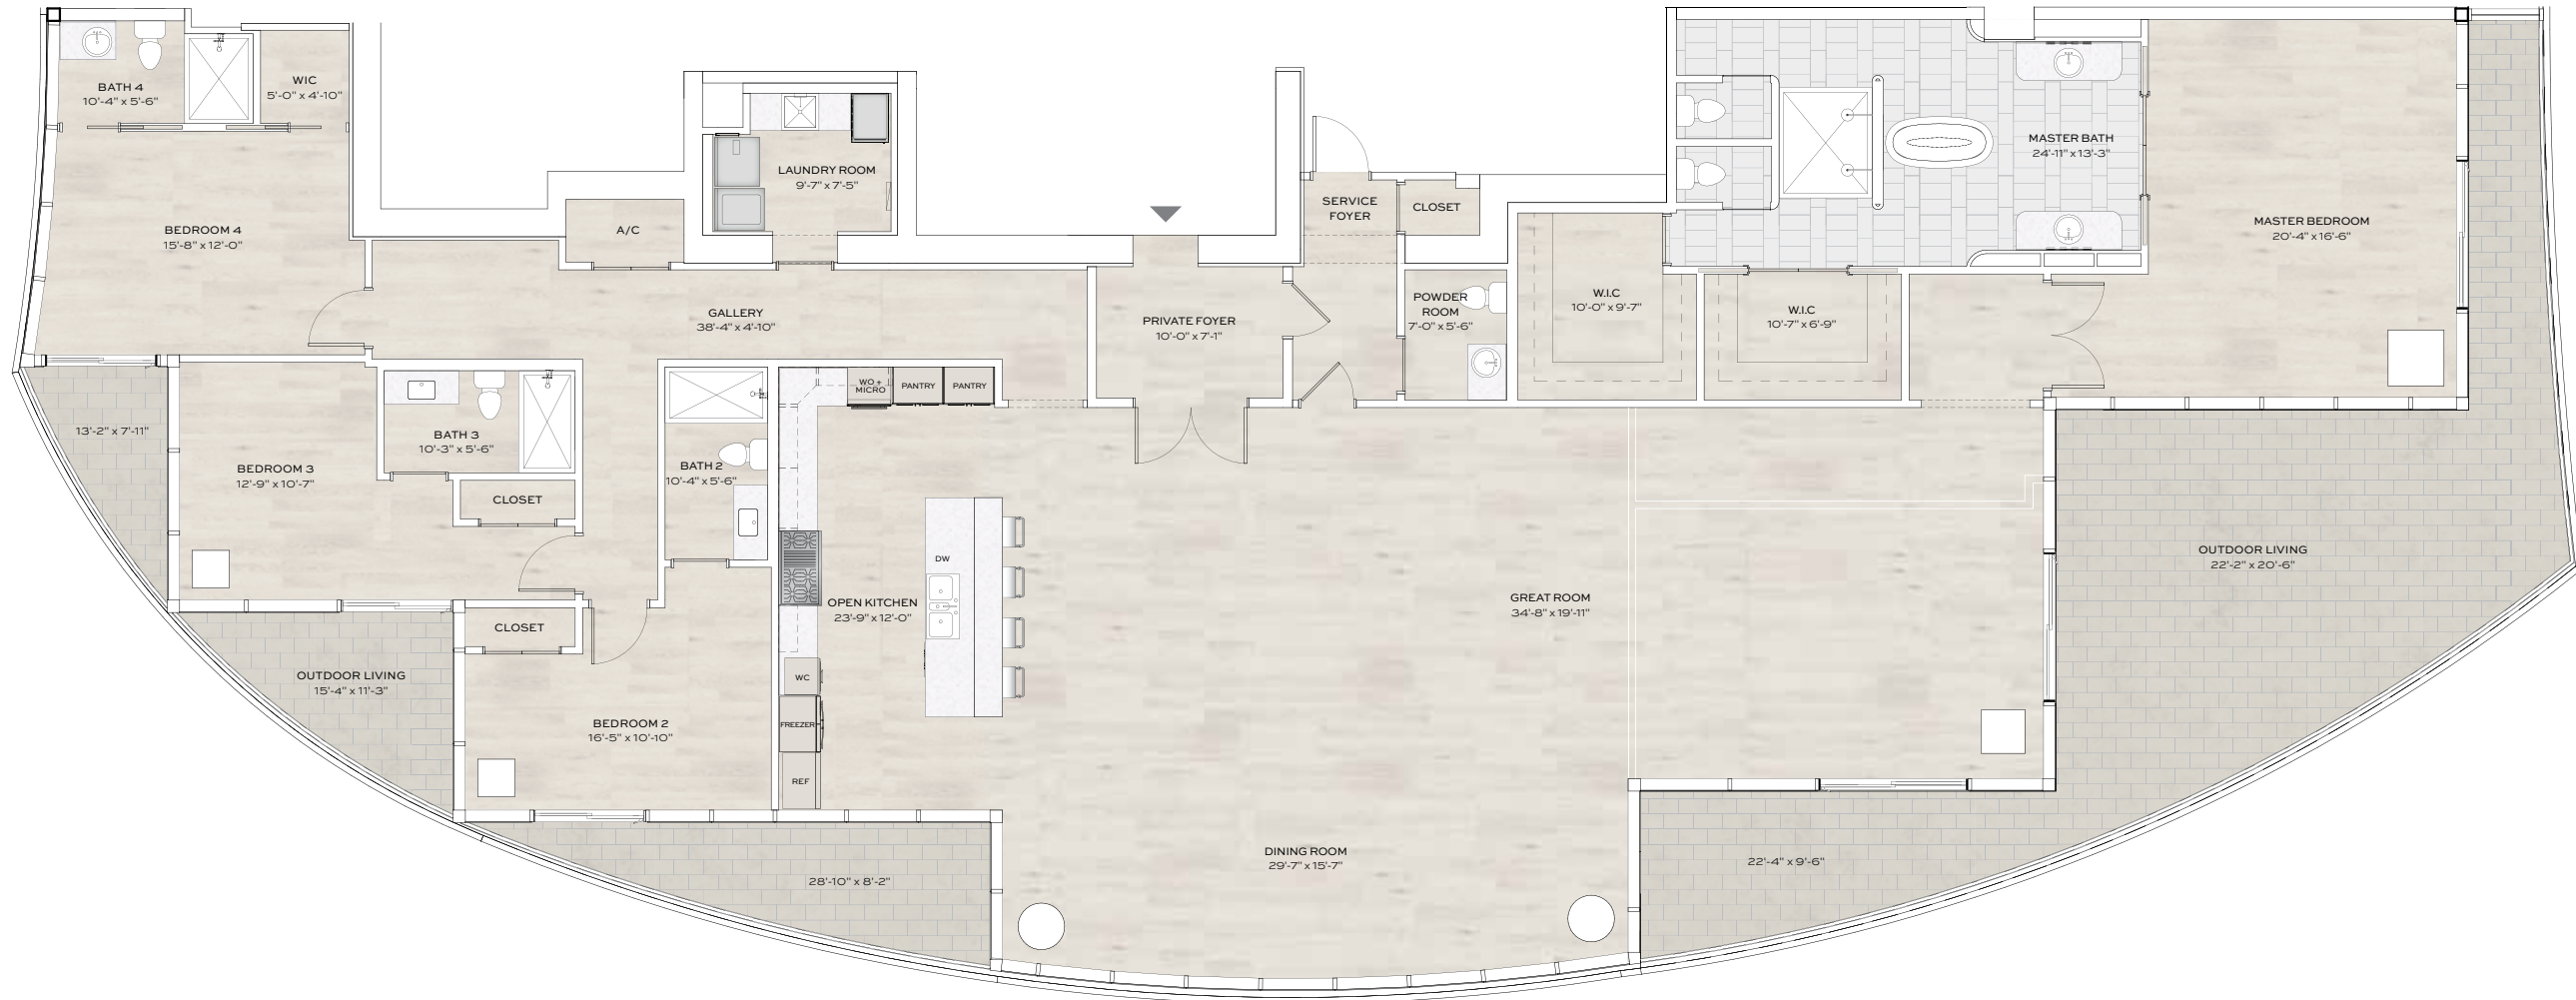 BATH 4
10'-4" x 5'-6"
WIC
5'-0" x 4'-10"
BEDROOM 4
15'-8" x 12'-0"
A/C
LAUNDRY ROOM
9'-7" x 7'-5"
GALLERY
38'-4" x 4'-10"
PRIVATE FOYER
10'-0" x 7'-1"
SERVICE
FOYER
CLOSET
POWDER
ROOM
7'-0" x 5'-6"
W.I.C
10'-0" x 9'-7"
W.I.C
10'-7" x 6'-9"
MASTER BATH
24'-11" x 13'-3"
MASTER BEDROOM
20'-4" x 16'-6"
13'-2" x 7'-11"
BEDROOM 3
12'-9" x 10'-7"
BATH 3
10'-3" x 5'-6"
CLOSET
CLOSET
BATH 2
10'-4" x 5'-6"
WO +
MICRO
PANTRY
PANTRY
DW
OPEN KITCHEN
23'-9" x 12'-0"
WC
FREEZER
REF
OUTDOOR LIVING
15'-4" x 11'-3"
BEDROOM 2
16'-5" x 10'-10"
GREAT ROOM
34'-8" x 19'-11"
OUTDOOR LIVING
22'-2" x 20'-6"
DINING ROOM
29'-7" x 15'-7"
28'-10" x 8'-2"
22'-4" x 9'-6"